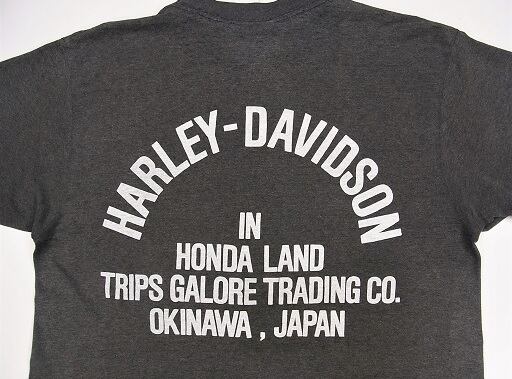 HARLEY-DAVIDSON
IN
HONDA LAND
TRIPS GALORE TRADING CO.
OKINAWA , JAPAN